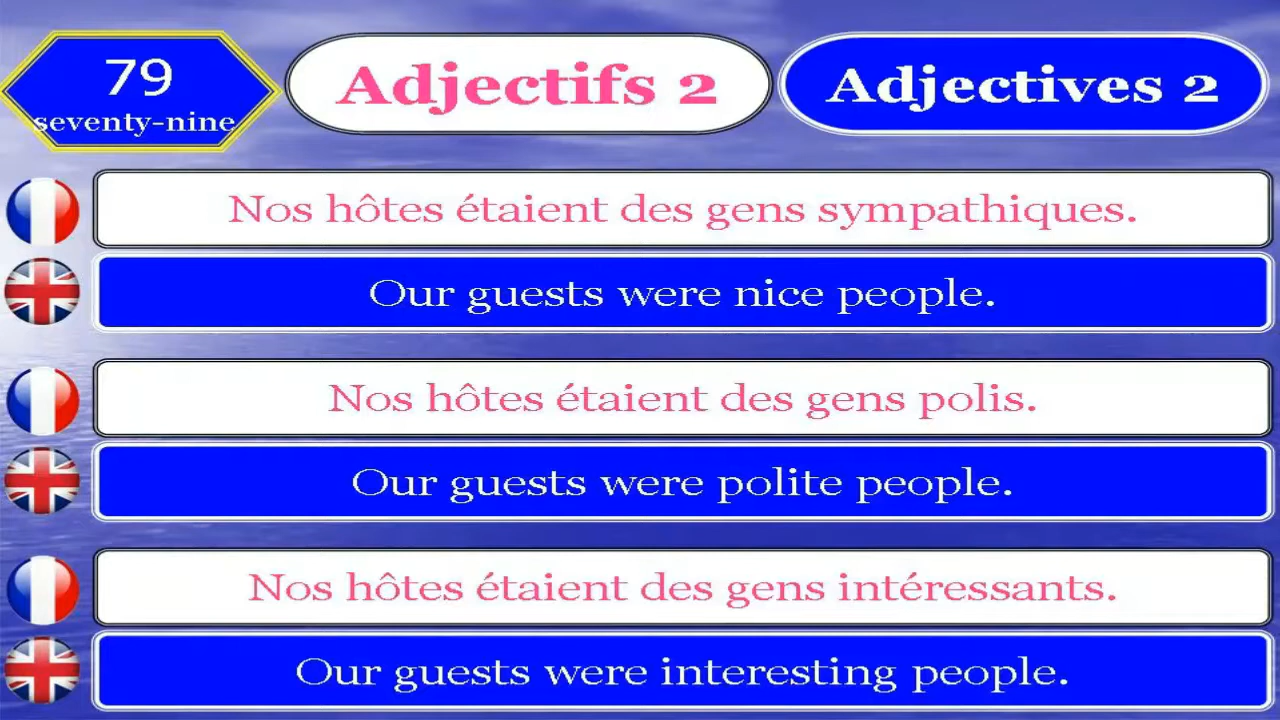 79
seventy-nine
Adjectifs 2
Adjectives 2
Nos hôtes étaient des gens sympathiques.
Our guests were nice people.
Nos hôtes étaient des gens polis.
Our guests were polite people.
Nos hôtes étaient des gens intéressants.
Our guests were interesting people.